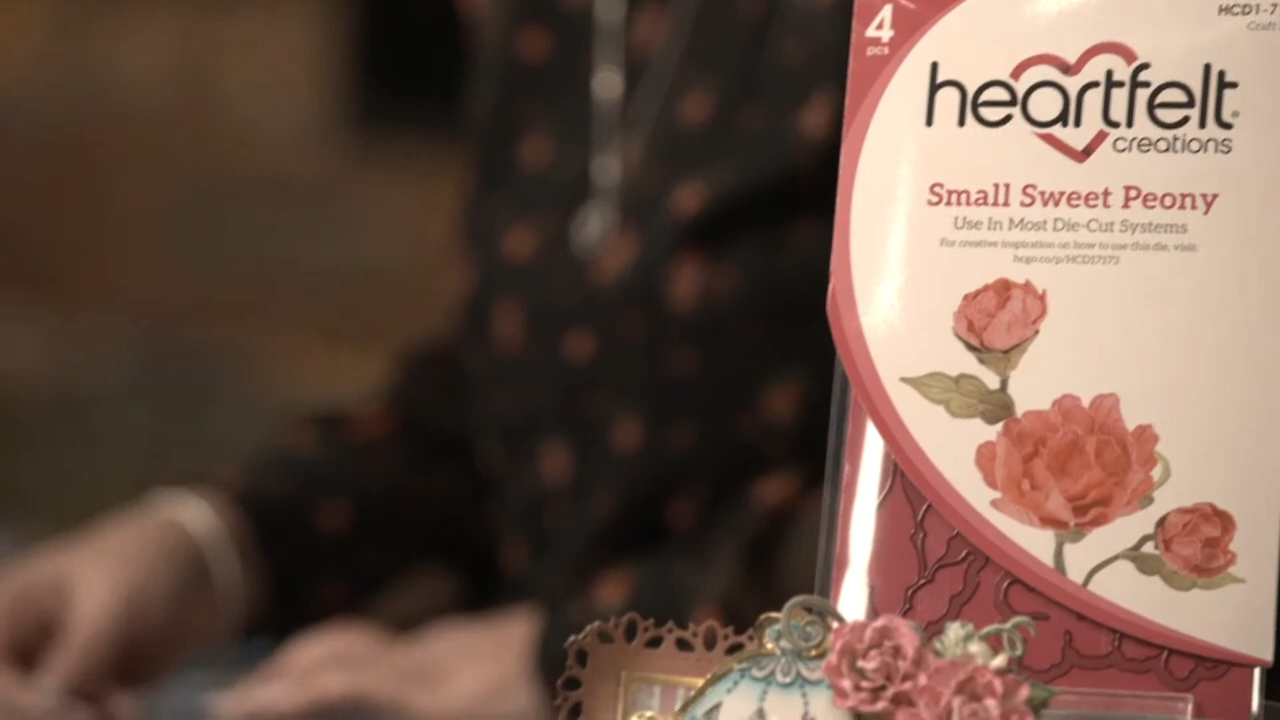 4
pcs
HCD1-7
Craft
heartfelt
creations
Small Sweet Peony
Use In Most Die-Cut Systems
For creative inspiration on how to use this die, visit:
hcgo.co/p/HCD17173